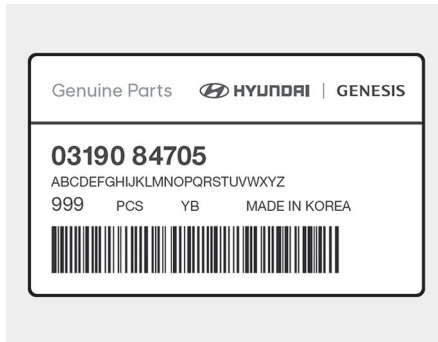 Genuine Parts HYUNDAI | GENESIS
03190 84705
ABCDEFGHIJKLMNOPQRSTUVWXYZ
999 PCS YB MADE IN KOREA